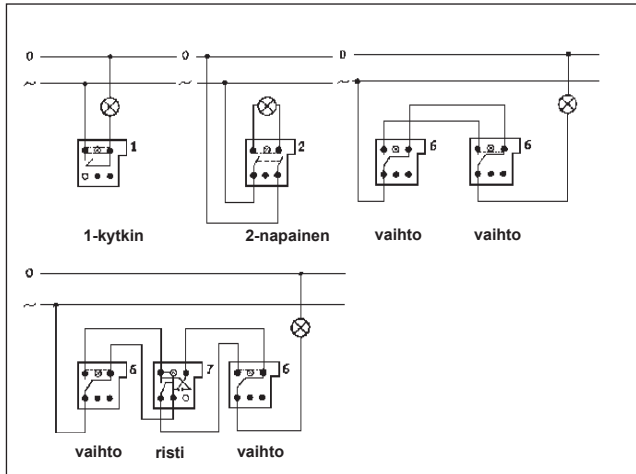 0 0 0
~ ~ ~
1 2 6 6
1-kytkin 2-napainen vaihto vaihto
0
~
6 7 6
vaihto risti vaihto